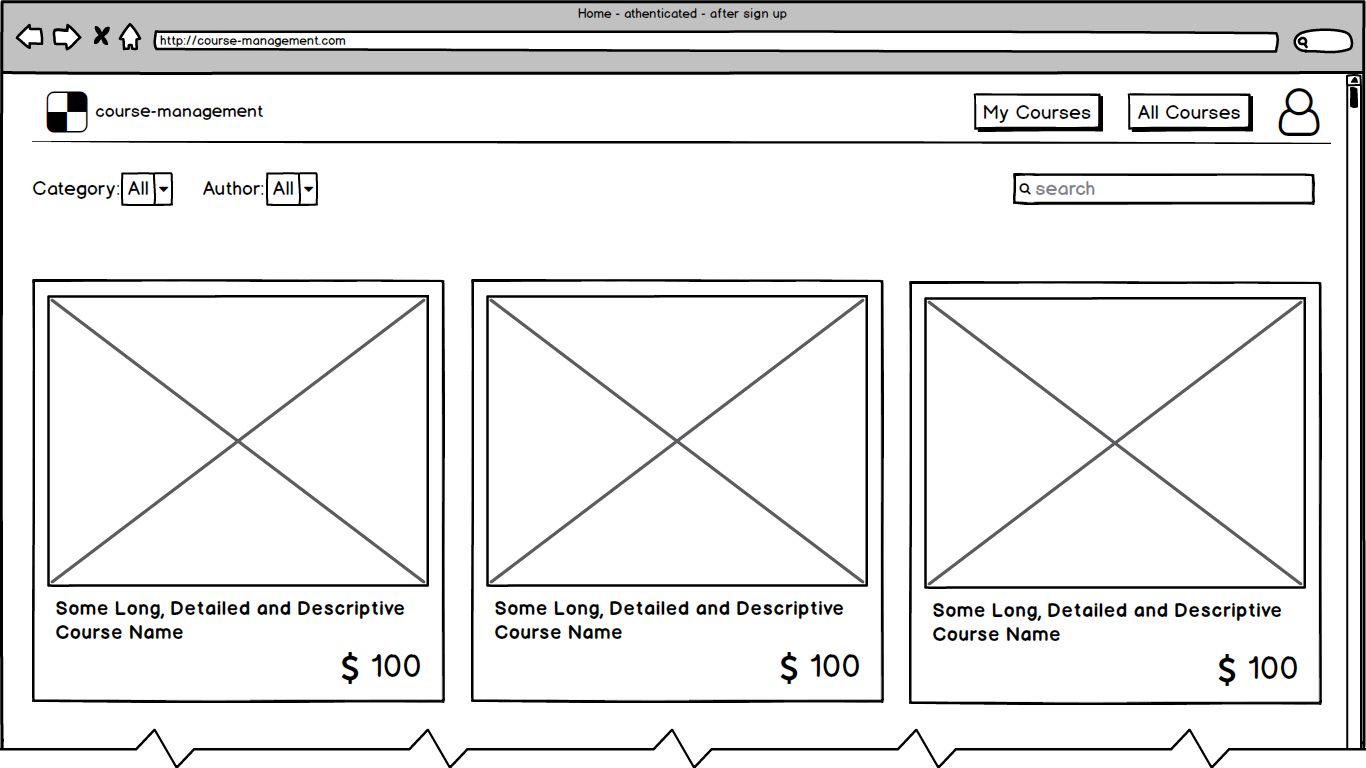 Home - athenticated - after sign up
http://course-management.com
course-management
My Courses
All Courses
Category: All
Author: All
search
Some Long, Detailed and Descriptive
Course Name
$ 100
Some Long, Detailed and Descriptive
Course Name
$ 100
Some Long, Detailed and Descriptive
Course Name
$ 100